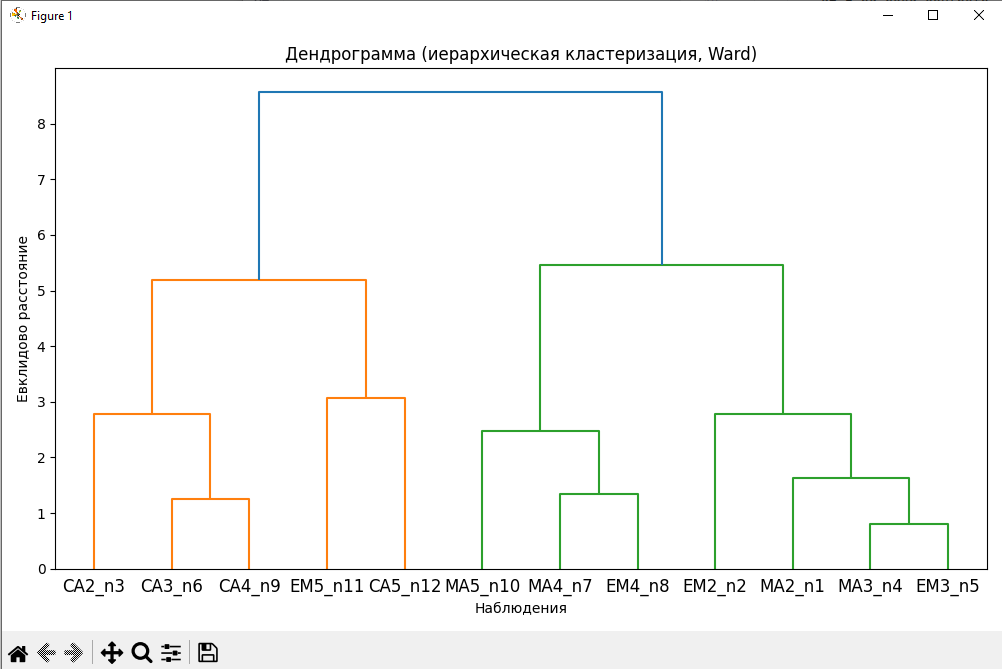 Figure 1
Дендрограмма (иерархическая кластеризация, Ward)
Евклидово расстояние
8
7
6
5
4
3
2
1
0
CA2_n3 CA3_n6 CA4_n9 EM5_n11 CA5_n12 MA5_n10 MA4_n7 EM4_n8 EM2_n2 MA2_n1 MA3_n4 EM3_n5
Наблюдения